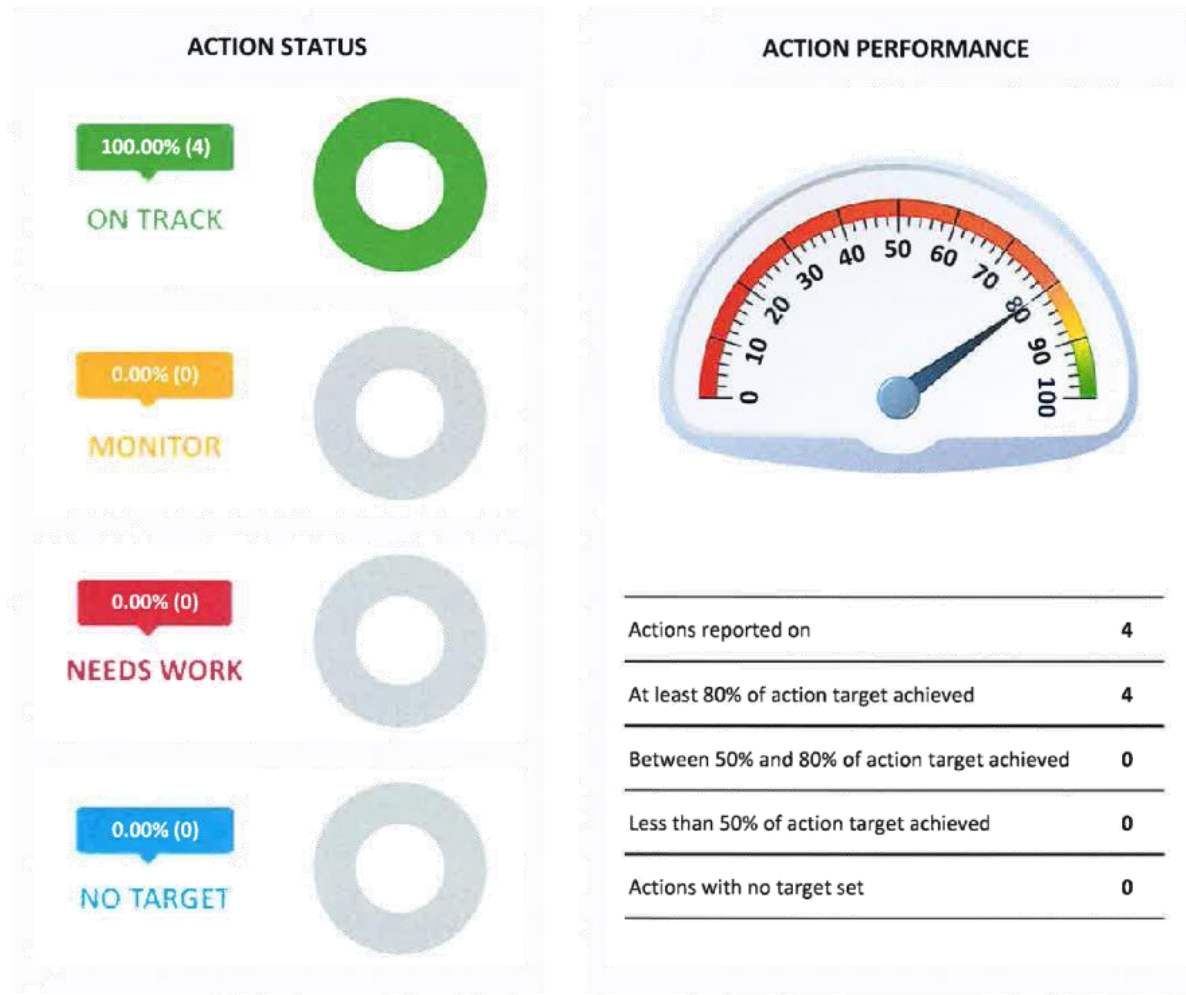 ACTION STATUS
100.00% (4)
ON TRACK
0.00% (0)
MONITOR
0.00% (0)
NEEDS WORK
0.00% (0)
NO TARGET
ACTION PERFORMANCE
0
10
20
30
40
50
60
70
80
90
100
Actions reported on 4
At least 80% of action target achieved 4
Between 50% and 80% of action target achieved 0
Less than 50% of action target achieved 0
Actions with no target set 0